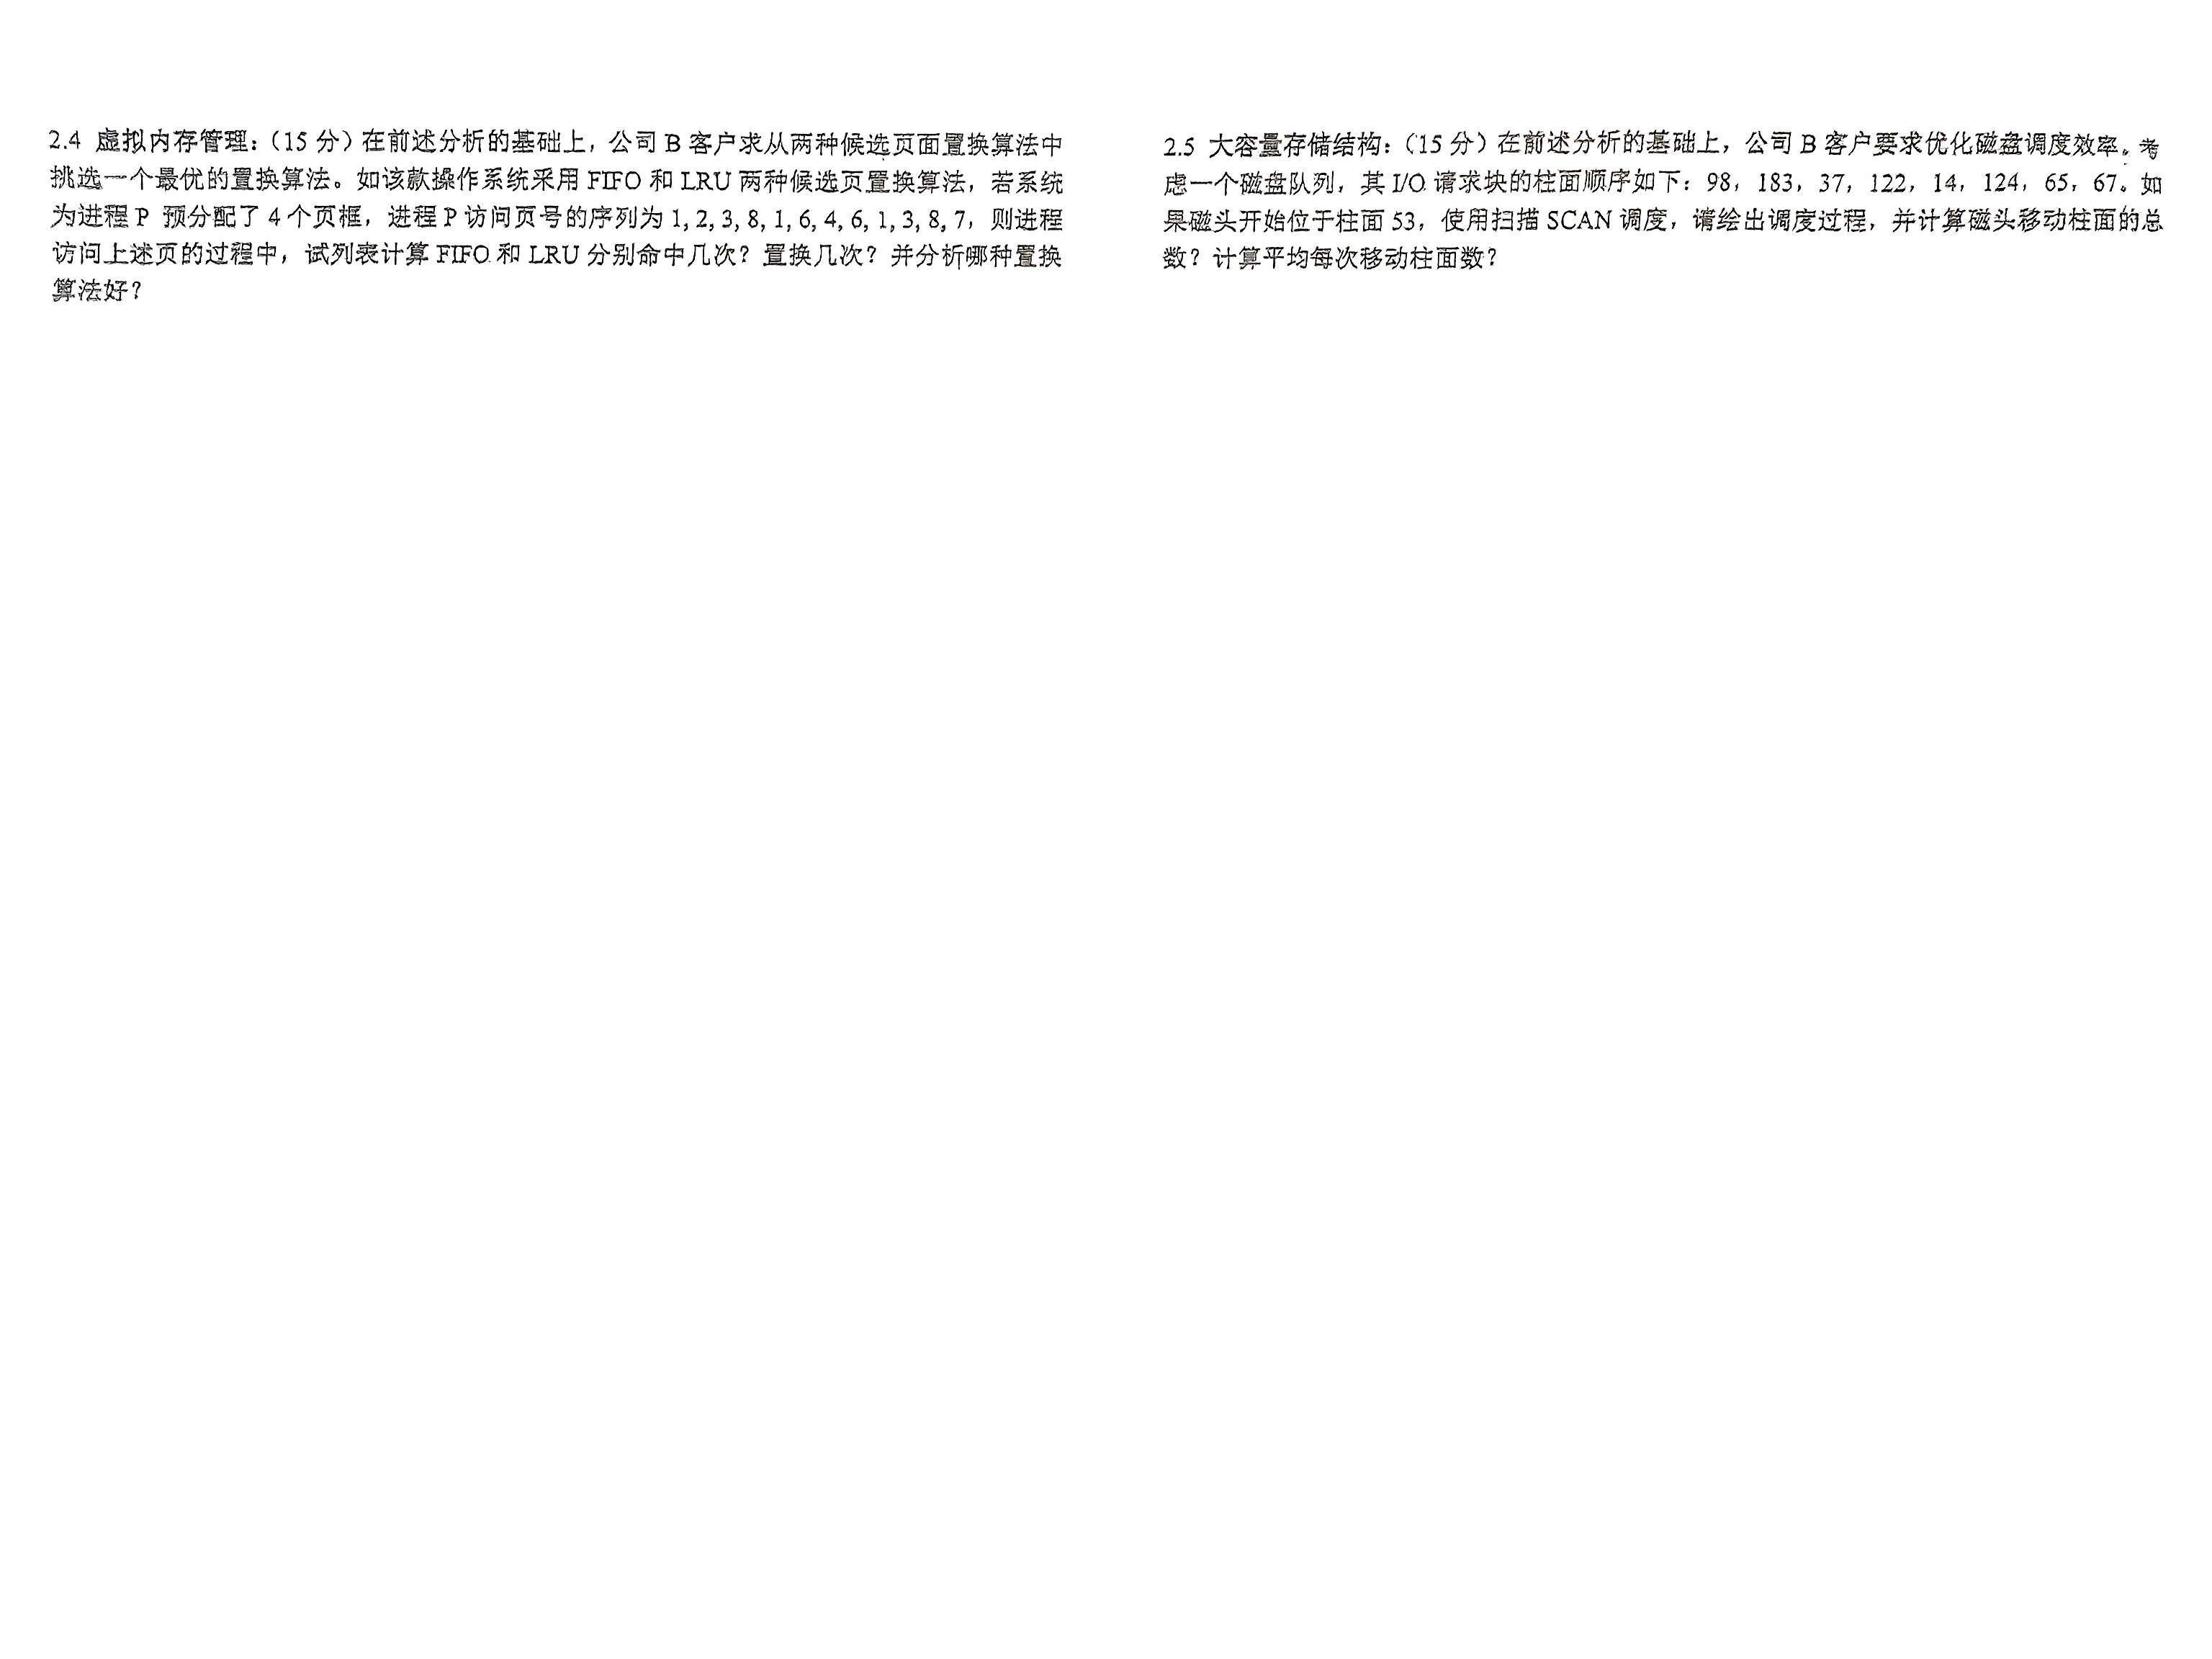 2.4 虚拟内存管理：（15 分）在前述分析的基础上，公司 B 客户求从两种候选页面置换算法中
挑选一个最优的置换算法。如该款操作系统采用 FIFO 和 LRU 两种候选页置换算法，若系统
为进程 P 预分配了 4 个页框，进程 P 访问页号的序列为 1, 2, 3, 8, 1, 6, 4, 6, 1, 3, 8, 7，则进程
访问上述页的过程中，试列表计算 FIFO 和 LRU 分别命中几次？置换几次？并分析哪种置换
算法好？
2.5 大容量存储结构：（15 分）在前述分析的基础上，公司 B 客户要求优化磁盘调度效率。考
虑一个磁盘队列，其 I/O 请求块的柱面顺序如下：98，183，37，122，14，124，65，67。如
果磁头开始位于柱面 53，使用扫描 SCAN 调度，请绘出调度过程，并计算磁头移动柱面的总
数？计算平均每次移动柱面数？